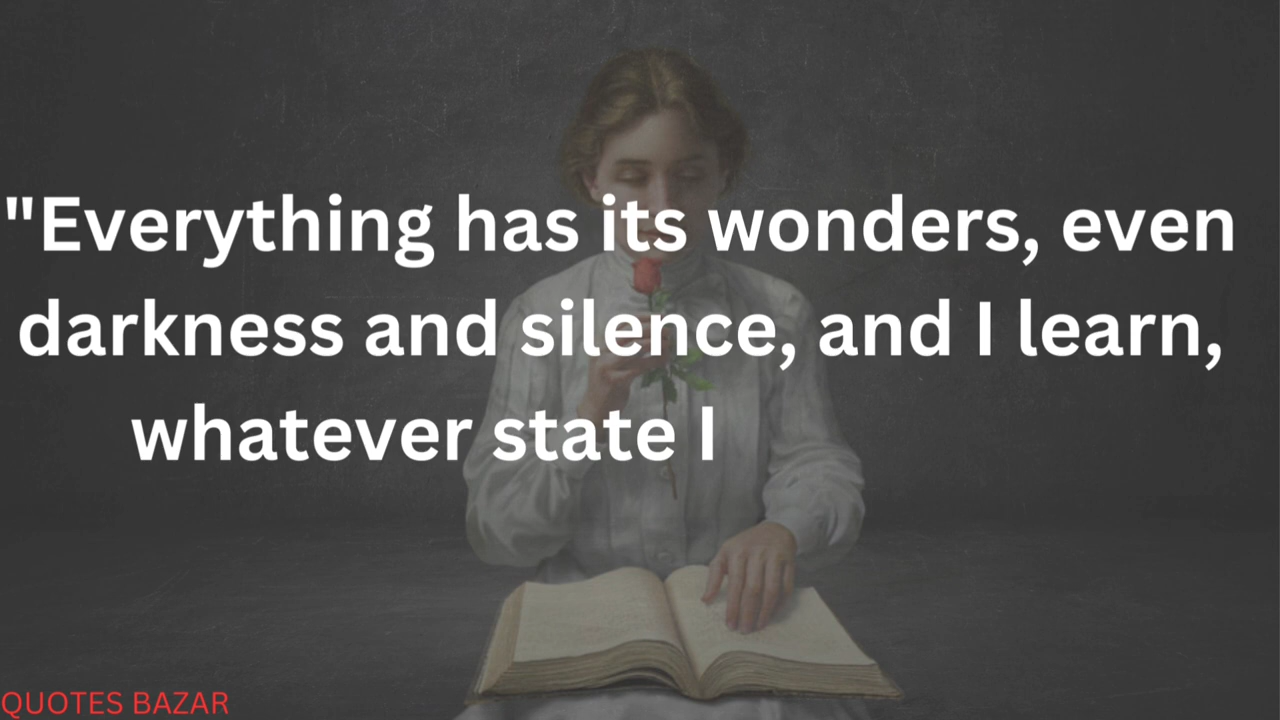 "Everything has its wonders, even
darkness and silence, and I learn,
whatever state I
QUOTES BAZAR